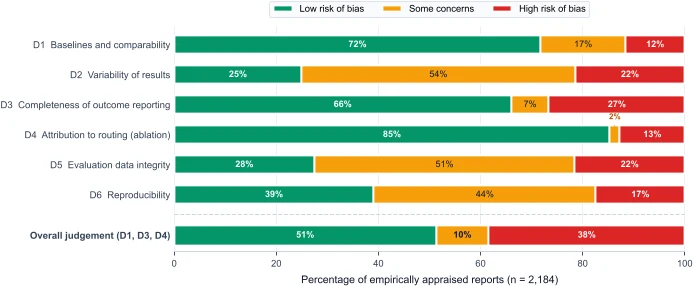 Low risk of bias Some concerns High risk of bias
D1 Baselines and comparability 72% 17% 12%
D2 Variability of results 25% 54% 22%
D3 Completeness of outcome reporting 66% 7% 27%
2%
D4 Attribution to routing (ablation) 85% 13%
D5 Evaluation data integrity 28% 51% 22%
D6 Reproducibility 39% 44% 17%
Overall judgement (D1, D3, D4) 51% 10% 38%
0 20 40 60 80 100
Percentage of empirically appraised reports (n = 2,184)